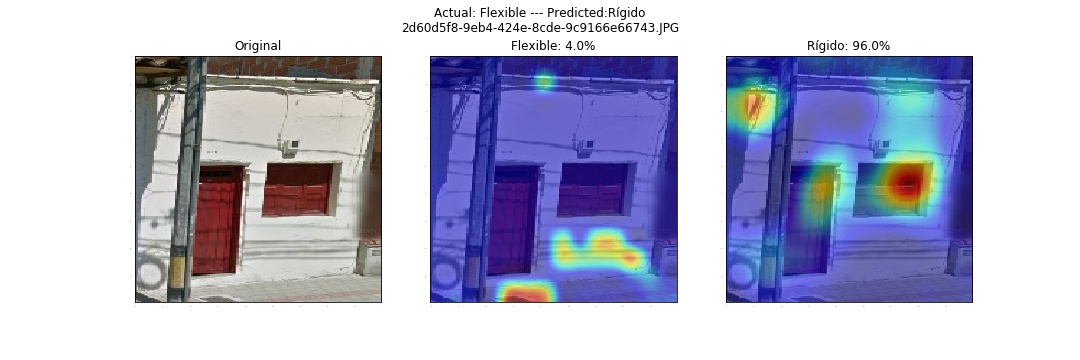 Actual: Flexible --- Predicted:Rígido
2d60d5f8-9eb4-424e-8cde-9c9166e66743.JPG
Original
Flexible: 4.0%
Rígido: 96.0%